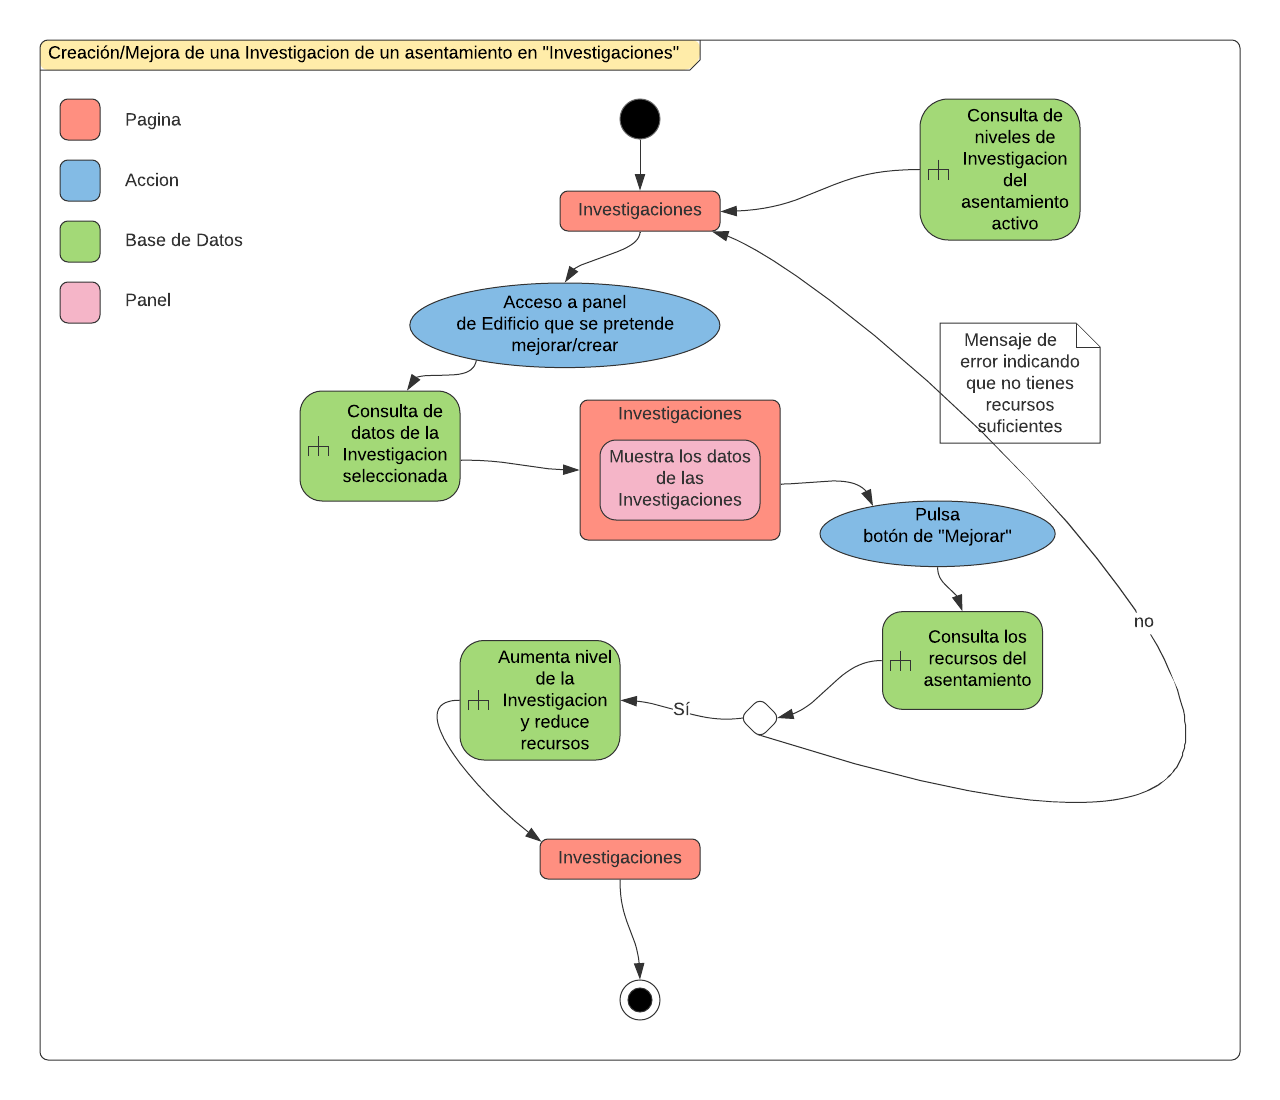 Creación/Mejora de una Investigacion de un asentamiento en "Investigaciones"
Pagina
Accion
Base de Datos
Panel
Consulta de
niveles de
Investigacion
del
asentamiento
activo
Investigaciones
Acceso a panel
de Edificio que se pretende
mejorar/crear
Mensaje de
error indicando
que no tienes
recursos
suficientes
Consulta de
datos de la
Investigacion
seleccionada
Investigaciones
Muestra los datos
de las
Investigaciones
Pulsa
botón de "Mejorar"
no
Consulta los
recursos del
asentamiento
Sí
Aumenta nivel
de la
Investigacion
y reduce
recursos
Investigaciones